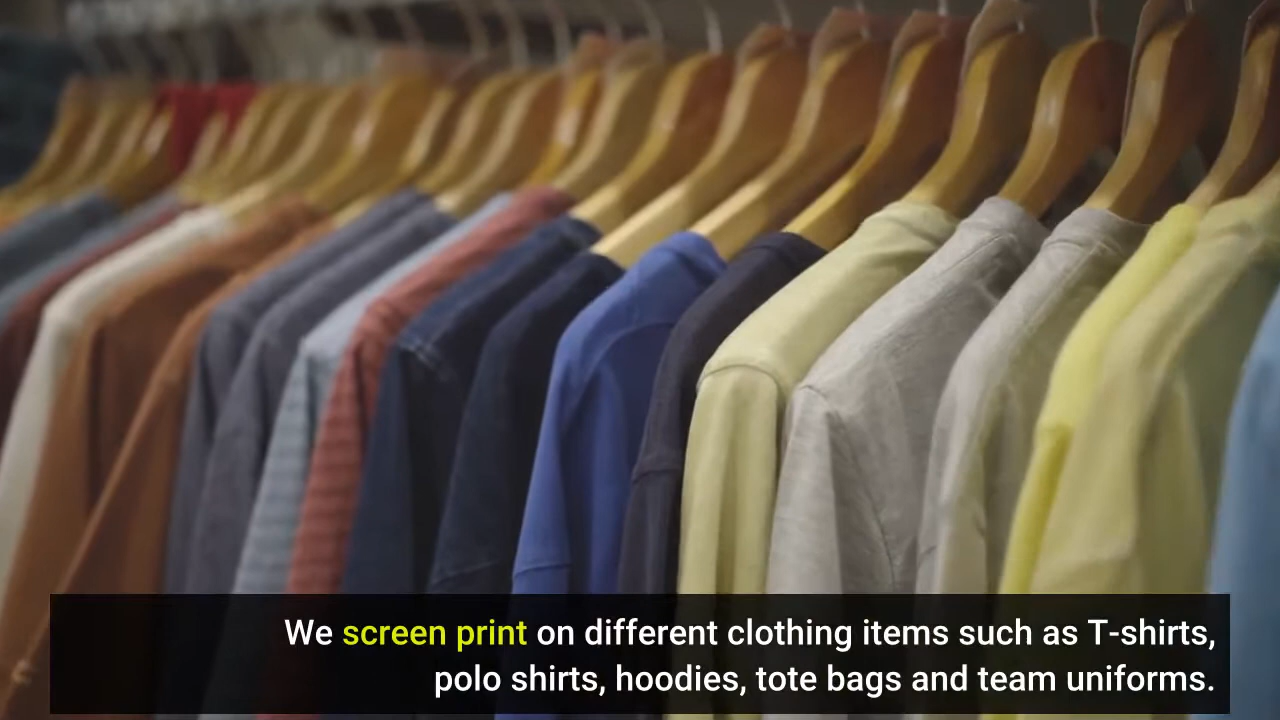 We screen print on different clothing items such as T-shirts,
polo shirts, hoodies, tote bags and team uniforms.